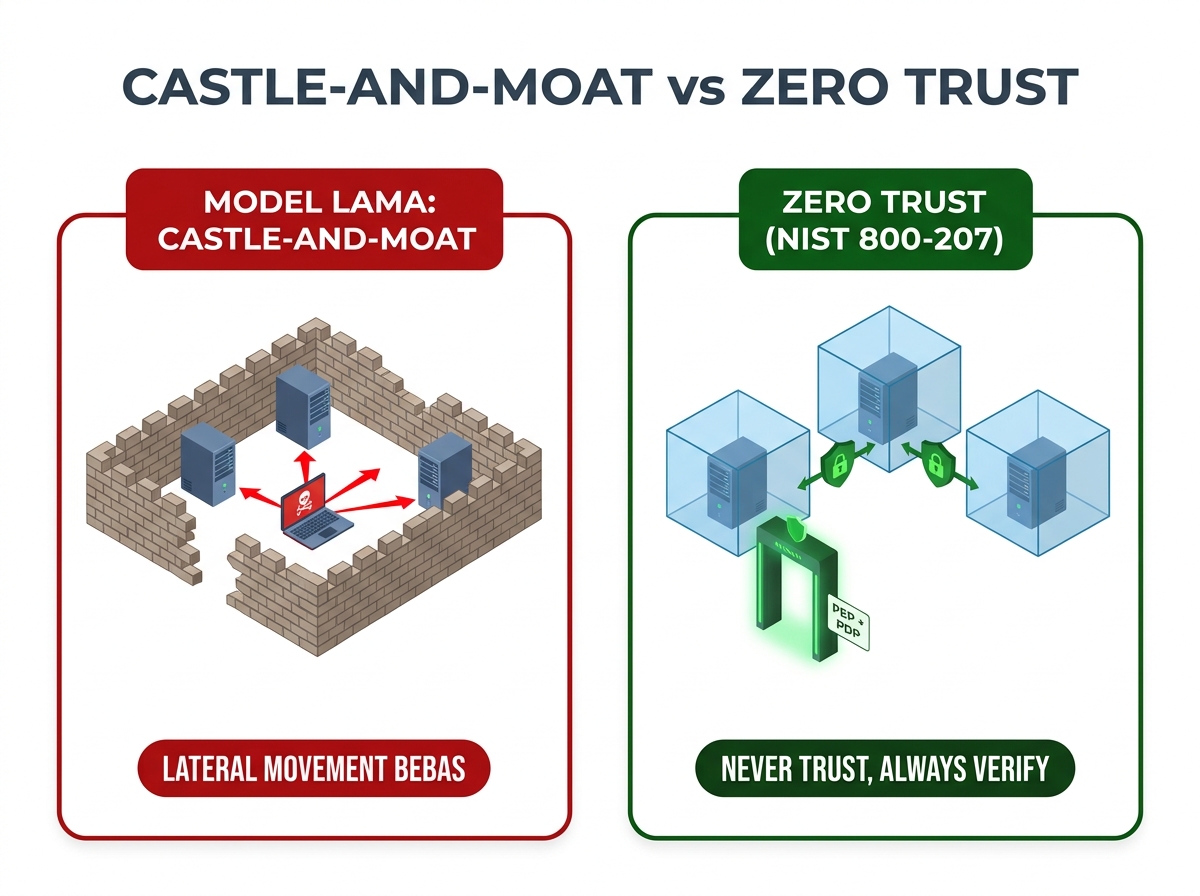 CASTLE-AND-MOAT vs ZERO TRUST
MODEL LAMA:
CASTLE-AND-MOAT
ZERO TRUST
(NIST 800-207)
PEP +
PDP
LATERAL MOVEMENT BEBAS
NEVER TRUST, ALWAYS VERIFY